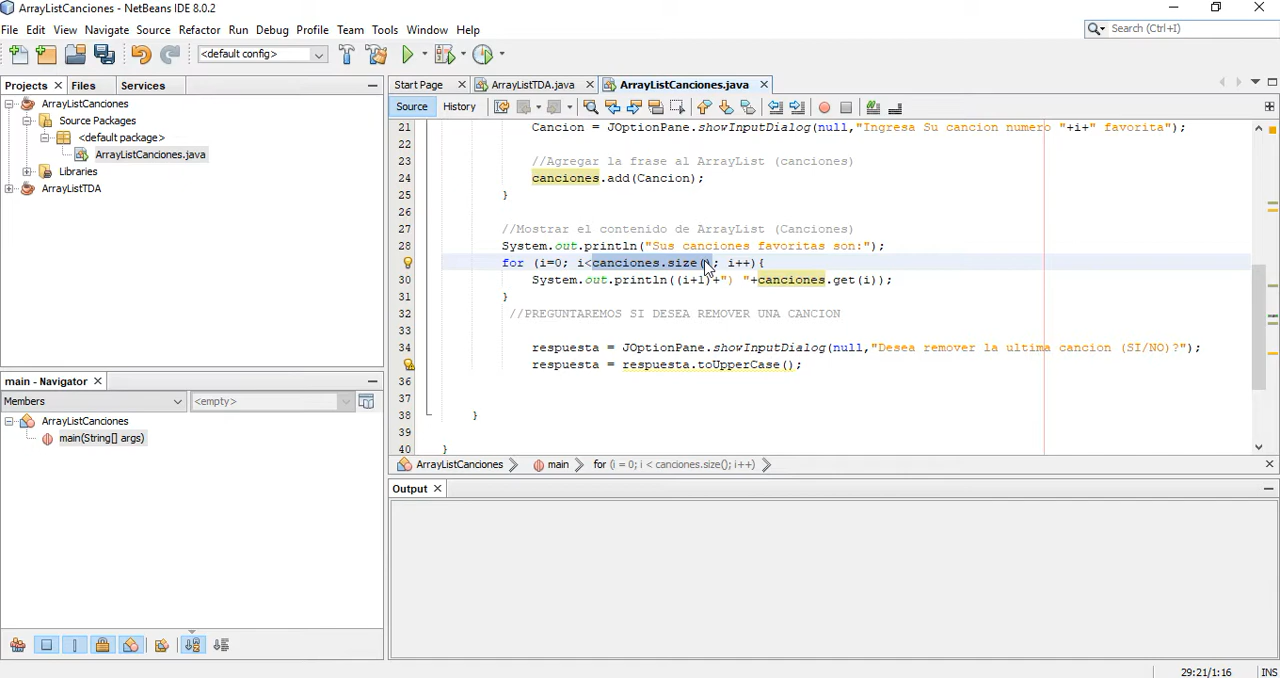 ArrayListCanciones - NetBeans IDE 8.0.2
File Edit View Navigate Source Refactor Run Debug Profile Team Tools Window Help
Search (Ctrl+I)
<default config>
Projects Files Services
Start Page ArrayListTDA.java ArrayListCanciones.java
ArrayListCanciones
Source Packages
<default package>
ArrayListCanciones.java
Libraries
ArrayListTDA
Source History
21 Cancion = JOptionPane.showInputDialog(null,"Ingresa Su cancion numero "+i+" favorita");
22
23 //Agregar la frase al ArrayList (canciones)
24 canciones.add(Cancion);
25 }
26
27 //Mostrar el contenido de ArrayList (Canciones)
28 System.out.println("Sus canciones favoritas son:");
for (i=0; i<canciones.size(); i++){
30 System.out.println((i+1)+") "+canciones.get(i));
31 }
32 //PREGUNTAREMOS SI DESEA REMOVER UNA CANCION
33
34 respuesta = JOptionPane.showInputDialog(null,"Desea remover la ultima cancion (SI/NO)?");
respuesta = respuesta.toUpperCase();
36
37
38 }
39
40 }
ArrayListCanciones main for (i = 0; i < canciones.size(); i++)
main - Navigator
Members <empty>
ArrayListCanciones
main(String[] args)
Output
29:21/1:16 INS